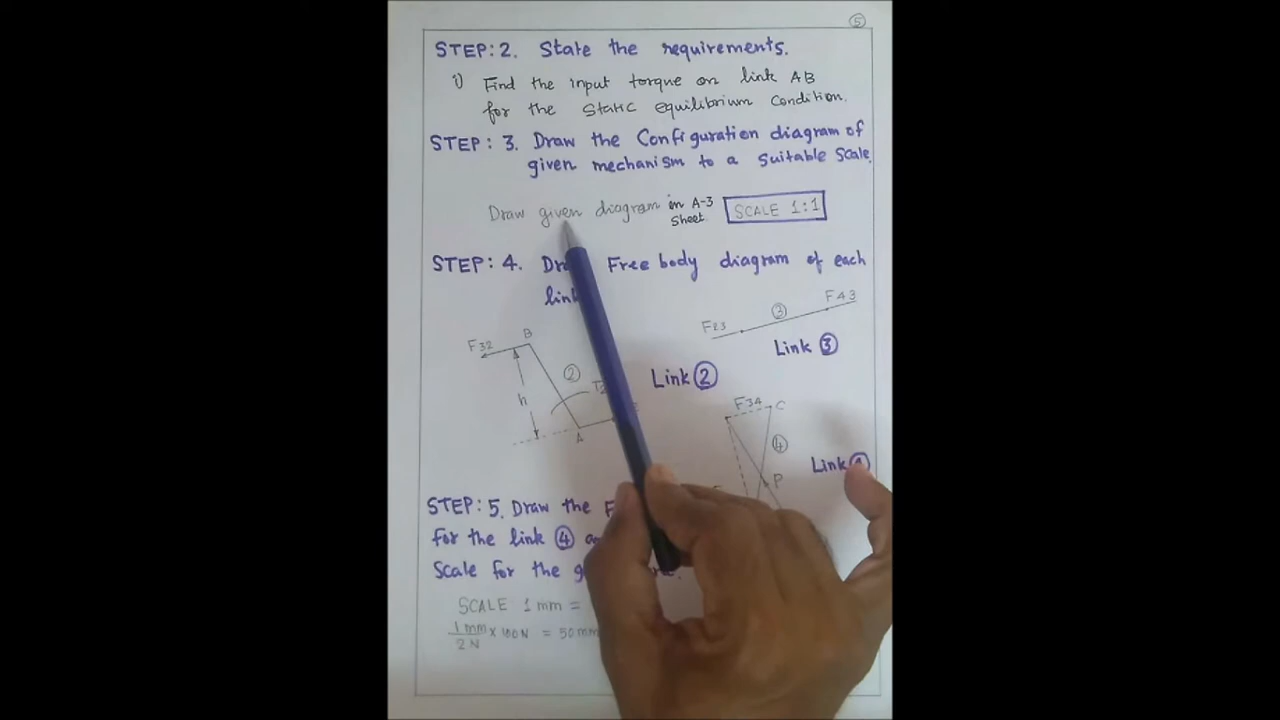 5
STEP: 2. State the requirements.
i) Find the input torque on link AB
for the static equilibrium condition.
STEP: 3. Draw the Configuration diagram of
given mechanism to a suitable scale.
Draw given diagram in A-3
Sheet
SCALE 1:1
STEP: 4. Free body diagram of each
link
F32
B
h
2
A
Link 2
F23
3
F43
Link 3
F34
C
4
P
Link
STEP: 5. Draw the
for the link 4
Scale for the
SCALE 1 mm =
1 mm / 2 N x 100 N = 50 mm